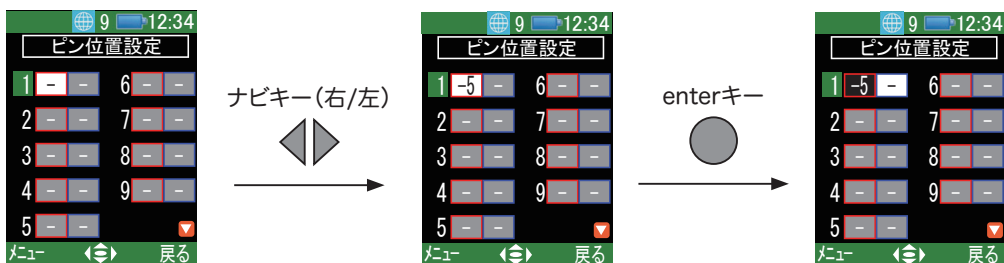 9 12:34
ピン位置設定
1 - - 6 - -
2 - - 7 - -
3 - - 8 - -
4 - - 9 - -
5 - -
メニュー 戻る
ナビキー(右/左)
9 12:34
ピン位置設定
1 -5 - 6 - -
2 - - 7 - -
3 - - 8 - -
4 - - 9 - -
5 - -
メニュー 戻る
enterキー
9 12:34
ピン位置設定
1 -5 - 6 - -
2 - - 7 - -
3 - - 8 - -
4 - - 9 - -
5 - -
メニュー 戻る